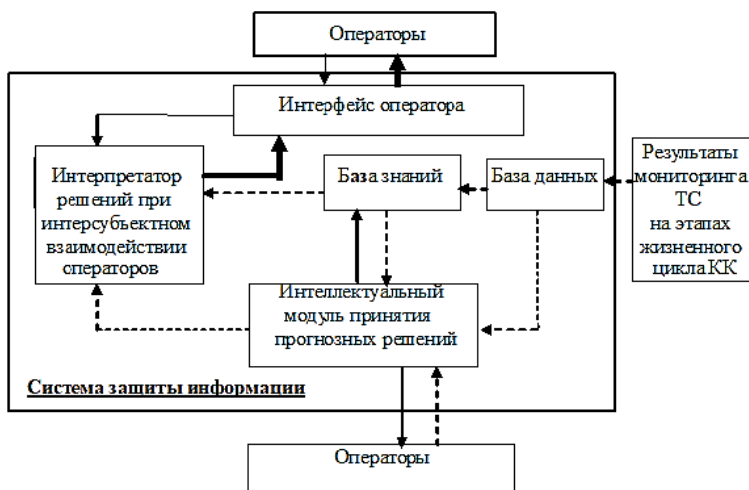 Операторы
Интерфейс оператора
Интерпретатор
решений при
интерсубъектном
взаимодействии
операторов
База знаний
База данных
Результаты
мониторинга
ТС
на этапах
жизненного
цикла КК
Интеллектуальный
модуль принятия
прогнозных решений
Система защиты информации
Операторы